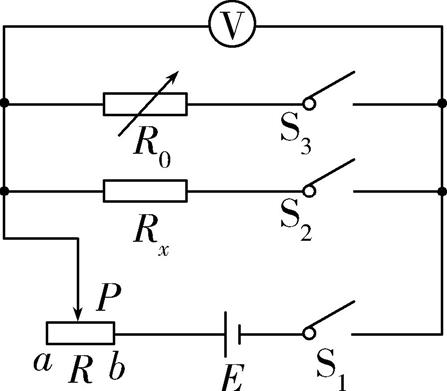 V
R₀ S₃
Rₓ S₂
P
a R b E S₁